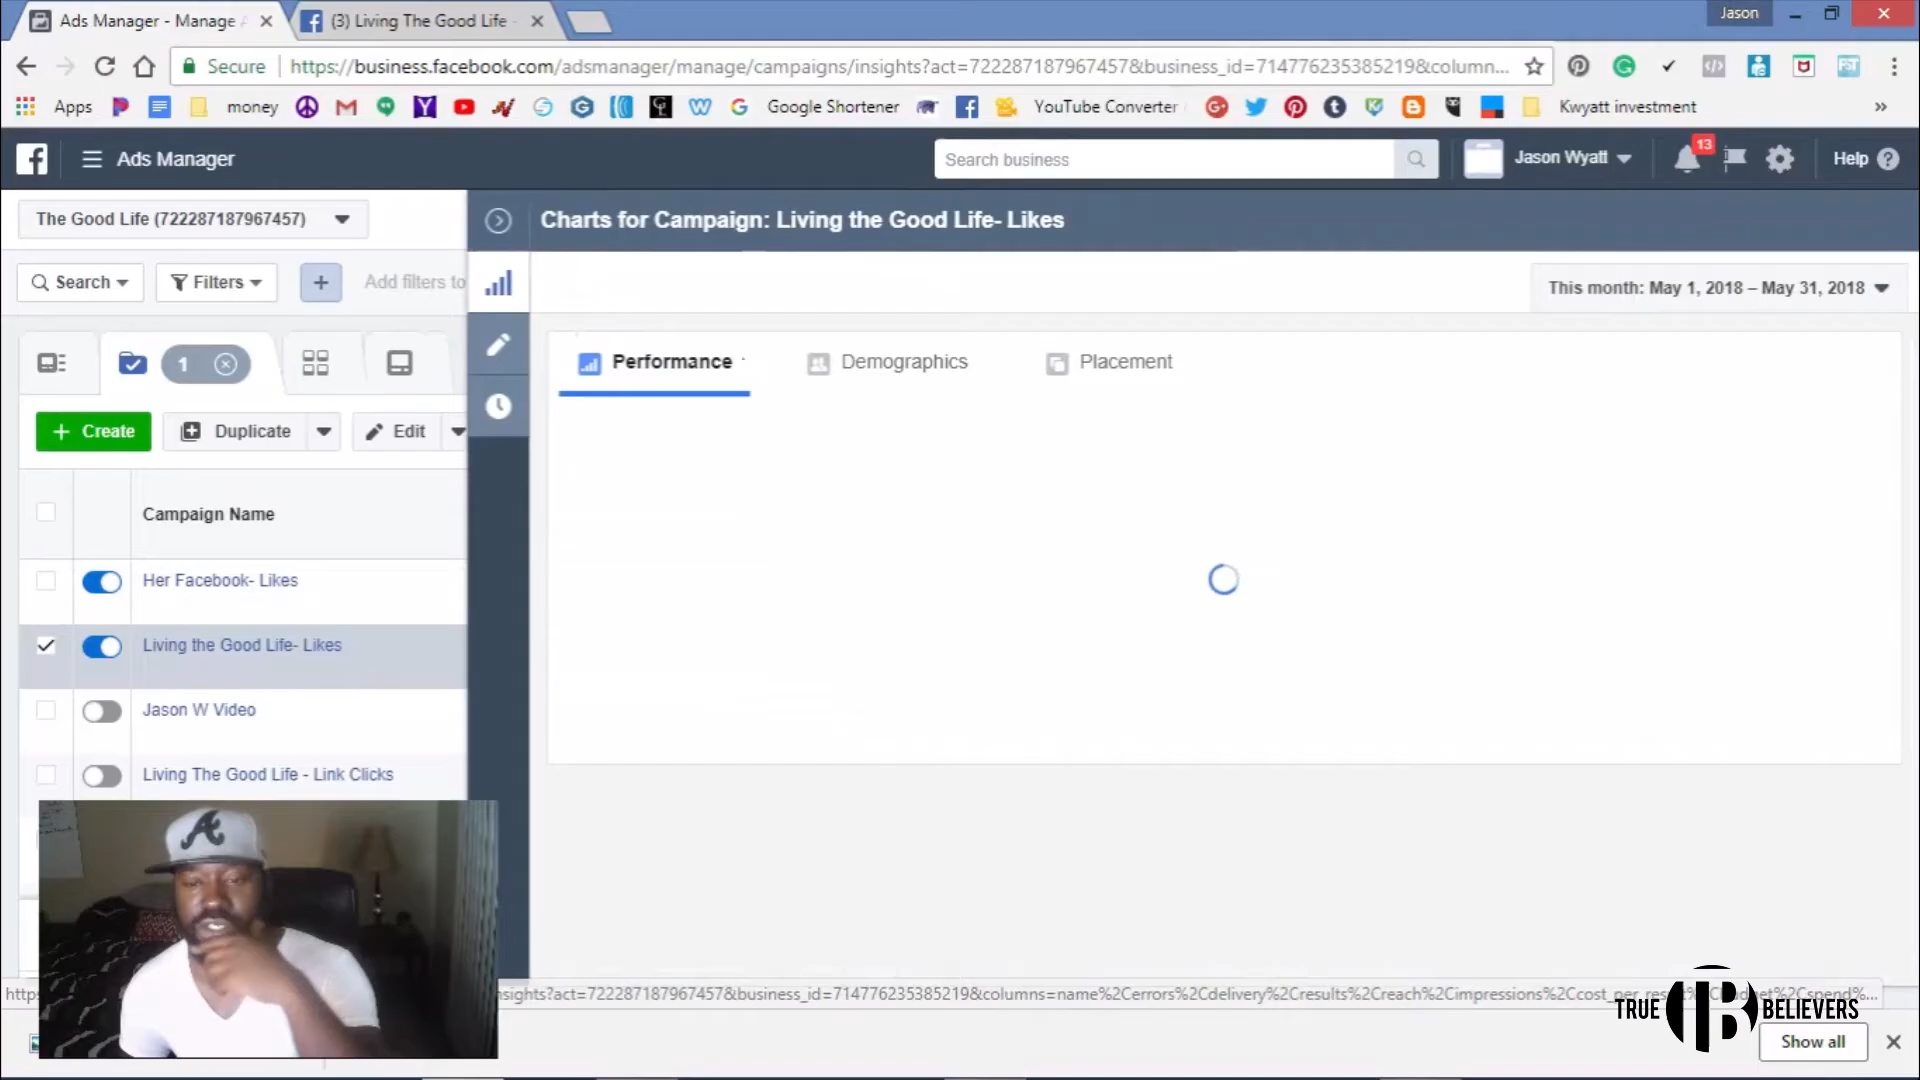 Ads Manager - Manage A
(3) Living The Good Life -
Jason
Secure
https://business.facebook.com/adsmanager/manage/campaigns/insights?act=722287187967457&business_id=714776235385219&column...
Apps
money
Google Shortener
YouTube Converter
Kwyatt investment
»
Ads Manager
Search business
Jason Wyatt
13
Help
The Good Life (722287187967457)
Charts for Campaign: Living the Good Life- Likes
Search
Filters
Add filters to
This month: May 1, 2018 – May 31, 2018
1
Performance
Demographics
Placement
+ Create
Duplicate
Edit
Campaign Name
Her Facebook- Likes
Living the Good Life- Likes
Jason W Video
Living The Good Life - Link Clicks
A
https
nsights?act=722287187967457&business_id=714776235385219&columns=name%2Cerrors%2Cdelivery%2Cresults%2Creach%2Cimpressions%2Ccost_per_res
TRUE B BELIEVERS
Show all